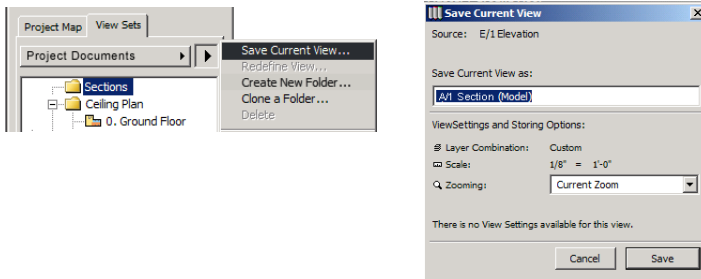 Project Map View Sets
Project Documents
Sections
Ceiling Plan
0. Ground Floor
Save Current View...
Redefine View...
Create New Folder...
Clone a Folder...
Delete
Save Current View
Source: E/1 Elevation
Save Current View as:
A/1 Section (Model)
ViewSettings and Storing Options:
Layer Combination: Custom
Scale: 1/8" = 1'-0"
Zooming: Current Zoom
There is no View Settings available for this view.
Cancel Save